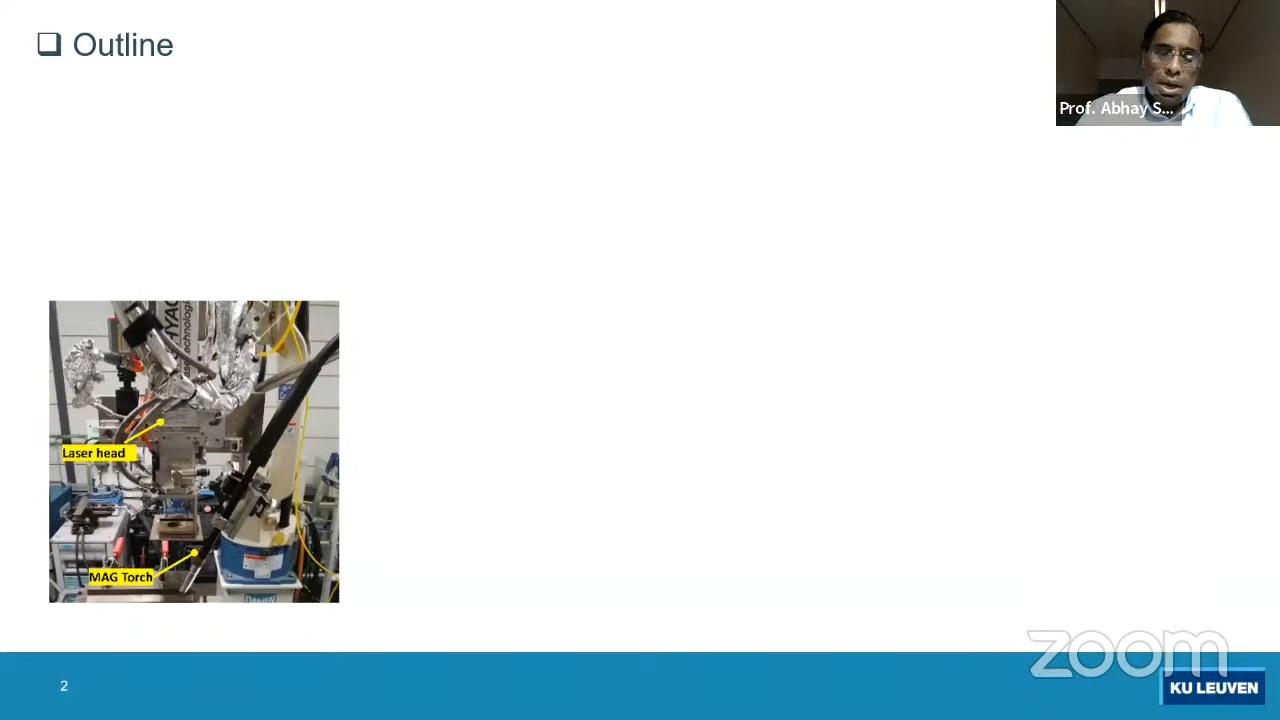 Outline
Prof. Abhay S...
Laser head
MAG Torch
zoom
2
KU LEUVEN